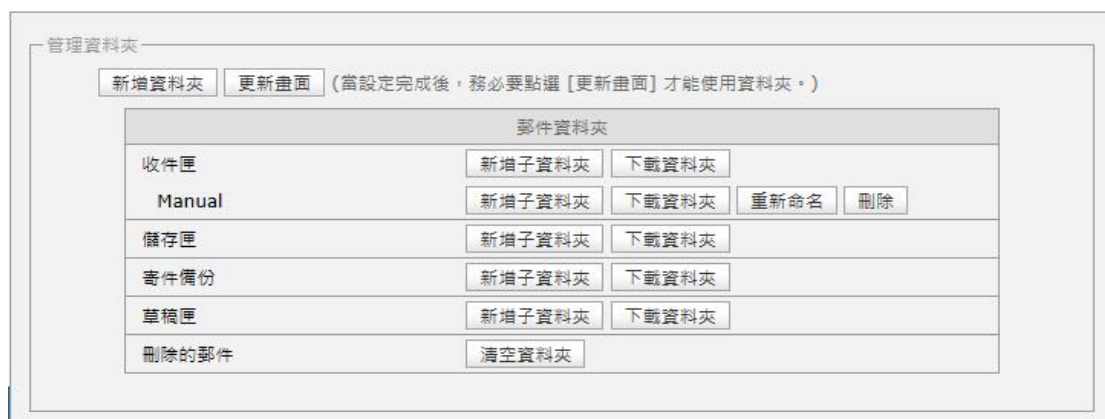 管理資料夾
新增資料夾 更新畫面 (當設定完成後，務必要點選 [更新畫面] 才能使用資料夾。)
郵件資料夾
收件匣 新增子資料夾 下載資料夾
Manual 新增子資料夾 下載資料夾 重新命名 刪除
儲存匣 新增子資料夾 下載資料夾
寄件備份 新增子資料夾 下載資料夾
草稿匣 新增子資料夾 下載資料夾
刪除的郵件 清空資料夾